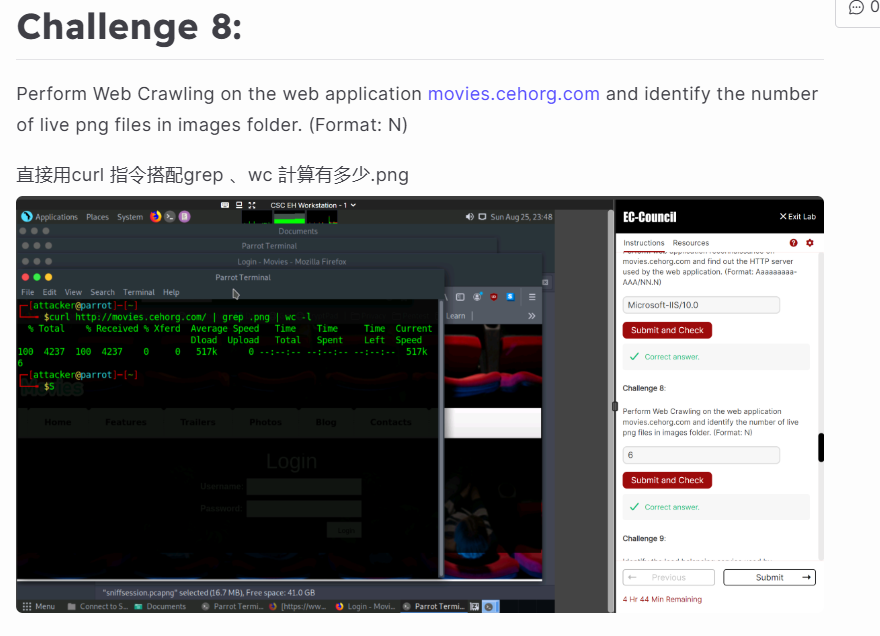 0
Challenge 8:
Perform Web Crawling on the web application movies.cehorg.com and identify the number
of live png files in images folder. (Format: N)
直接用curl 指令搭配grep 、wc 計算有多少.png
CSC EH Workstation - 1
Applications Places System
Sun Aug 25, 23:48
Documents
Parrot Terminal
Login - Movies - Mozilla Firefox
Parrot Terminal
File Edit View Search Terminal Help
Learn
[attacker@parrot]─[~]
$curl http://movies.cehorg.com/ | grep .png | wc -l
% Total % Received % Xferd Average Speed Time Time Time Current
Dload Upload Total Spent Left Speed
100 4237 100 4237 0 0 517k 0 --:--:-- --:--:-- --:--:-- 517k
6
[attacker@parrot]─[~]
$S
Movies
Home Features Trailers Photos Blog Contacts
Login
Username:
Password:
Login
"sniffsession.pcapng" selected (16.7 MB), Free space: 41.0 GB
Menu Connect to S... Documents Parrot Termi... [https://ww... Login - Movi... Parrot Termi...
EC-Council
Exit Lab
Instructions Resources
movies.cehorg.com and find out the HTTP server
used by the web application. (Format: Aaaaaaaaa-
AAA/NN.N)
Microsoft-IIS/10.0
Submit and Check
Correct answer.
Challenge 8:
Perform Web Crawling on the web application
movies.cehorg.com and identify the number of live
png files in images folder. (Format: N)
6
Submit and Check
Correct answer.
Challenge 9:
Previous
Submit
4 Hr 44 Min Remaining